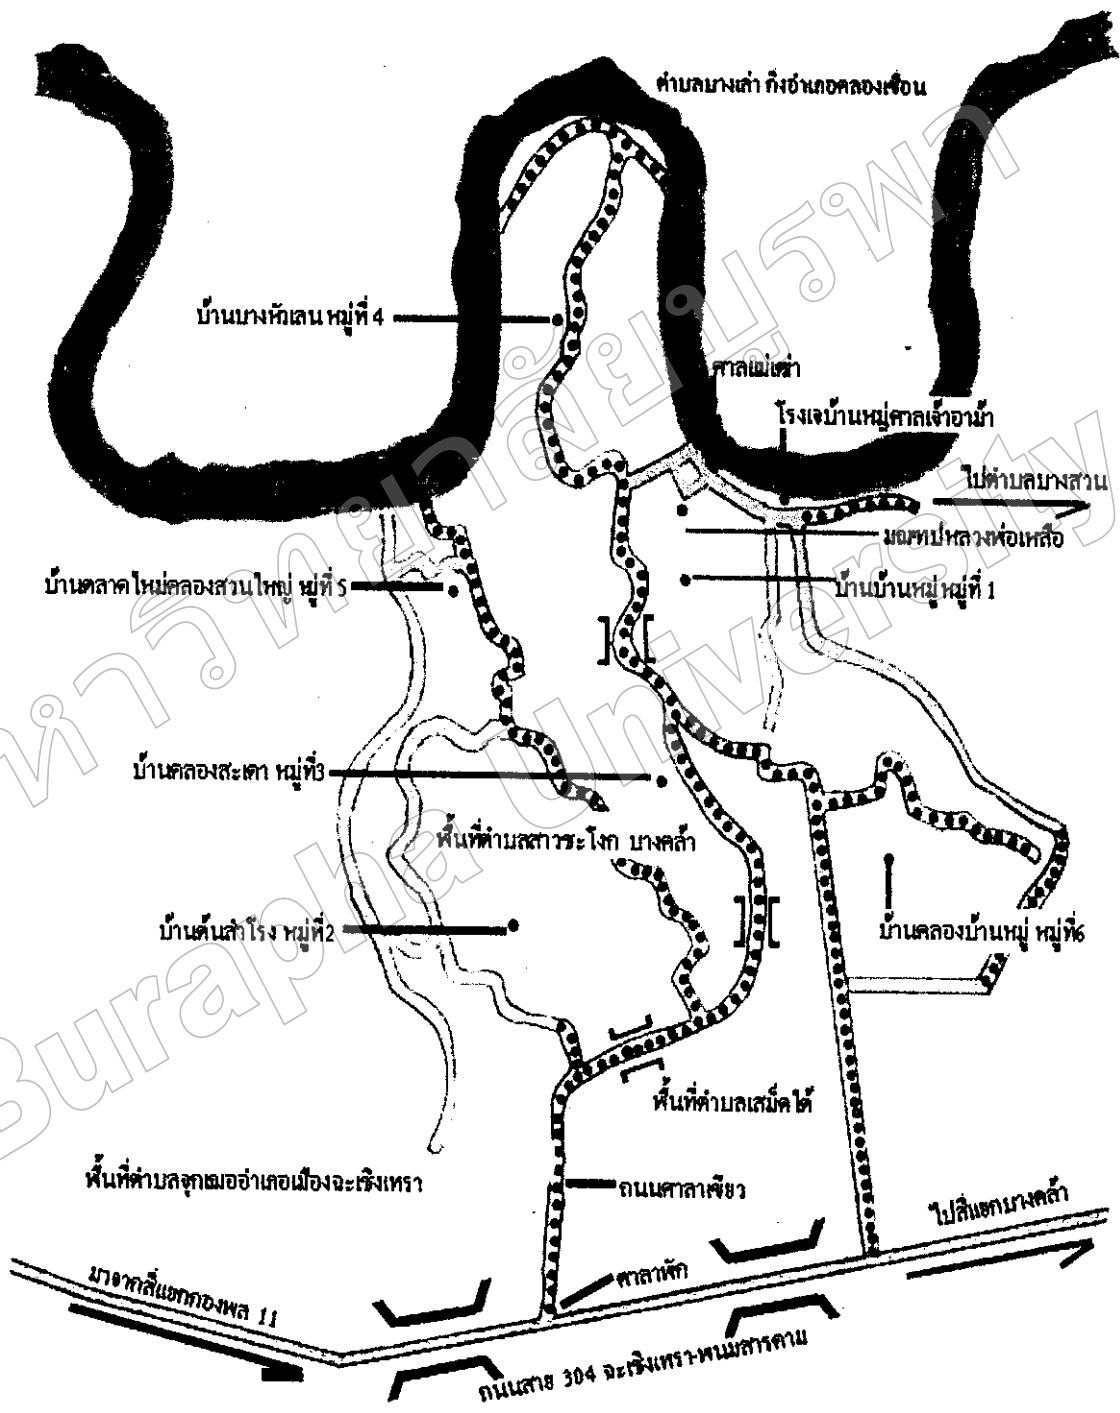 ตำบลบางเล่า กิ่งอำเภอคลองเขื่อน
บ้านบางหัวเลน หมู่ที่ 4
ศาลแม่เฒ่า
โรงเจบ้านหมู่ศาลเจ้าอาม้า
ไปตำบลบางสวน
มณฑปหลวงพ่อเหลือ
บ้านตลาดใหม่คลองสวนใหญ่ หมู่ที่ 5
บ้านบ้านหมู่ หมู่ที่ 1
บ้านคลองสะเดา หมู่ที่3
พื้นที่ตำบลสาวชะโงก บางคล้า
บ้านต้นสำโรง หมู่ที่2
บ้านคลองบ้านหมู่ หมู่ที่6
พื้นที่ตำบลเสม็ดใต้
พื้นที่ตำบลจุกเฌออำเภอเมืองฉะเชิงเทรา
ถนนศาลาเขียว
ไปสี่แยกบางคล้า
มาจากสี่แยกกองพล 11
ศาลาพัก
ถนนสาย 304 ฉะเชิงเทรา-พนมสารคาม
มหาวิทยาลัยบูรพา
Burapha University